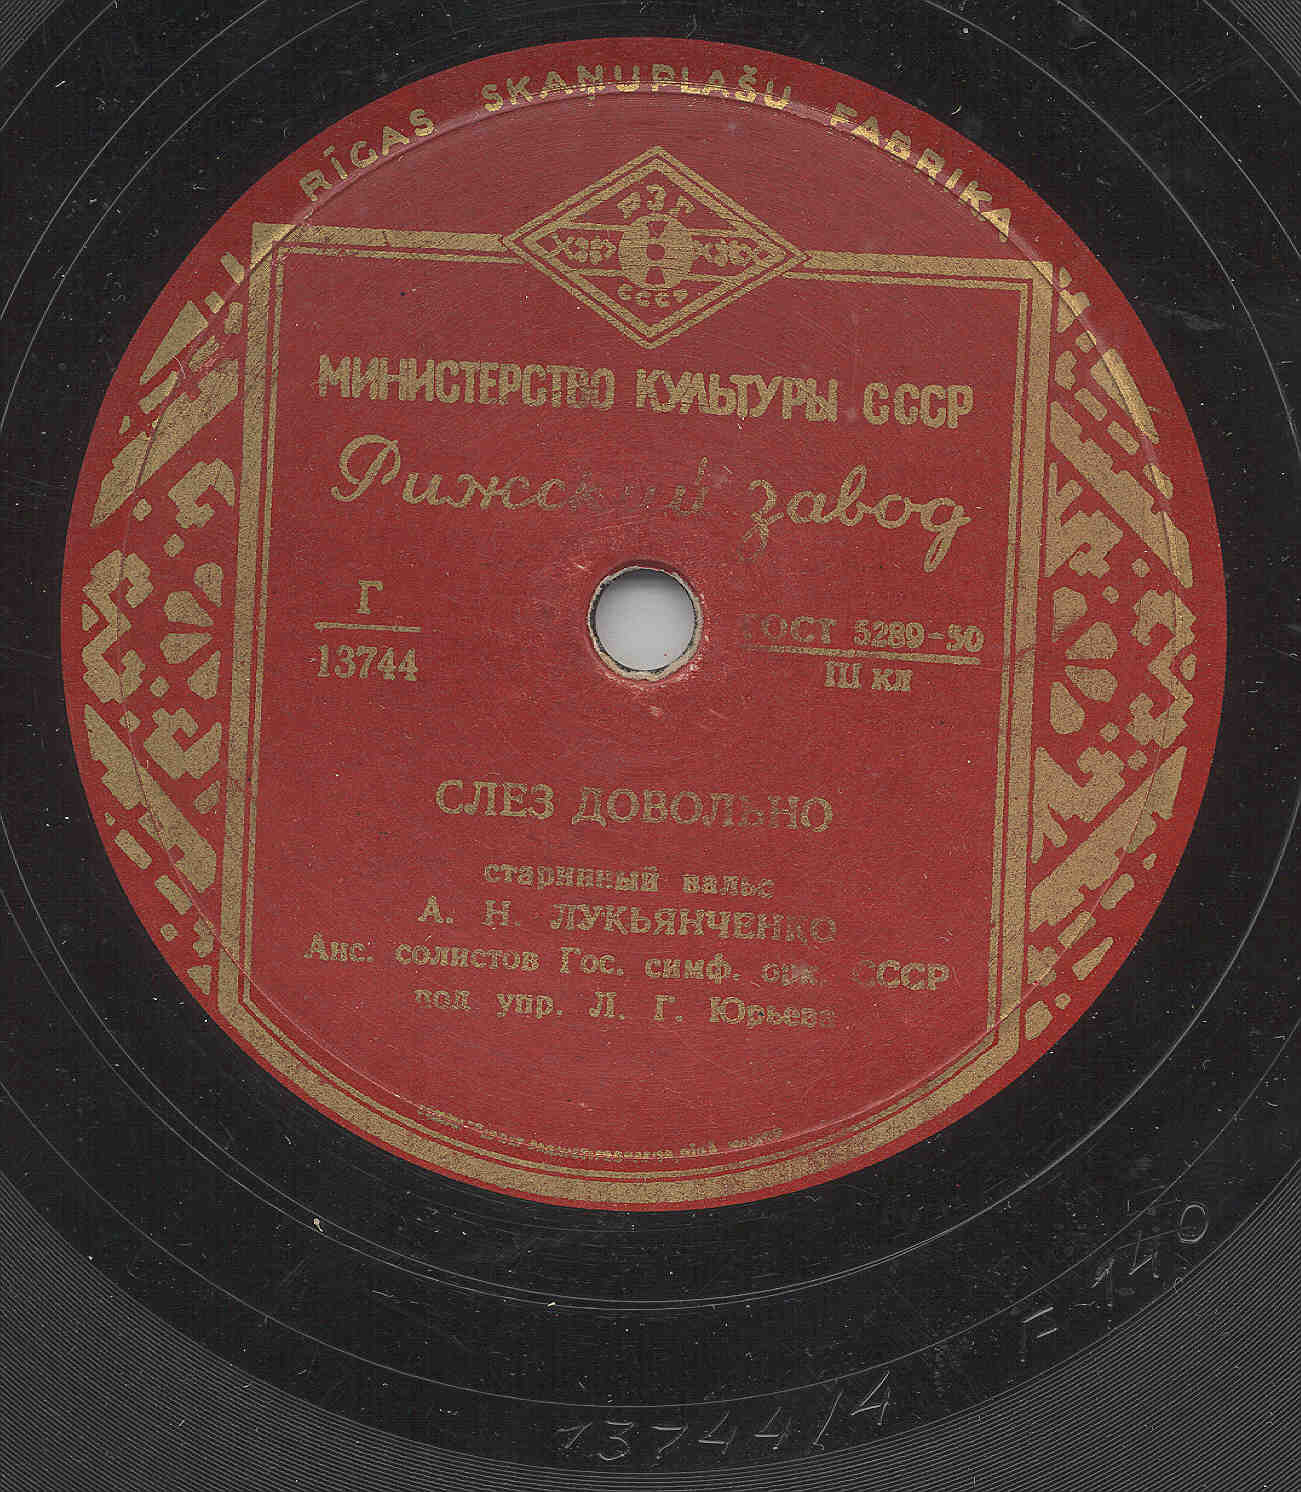 RĪGAS SKAŅUPLAŠU FABRIKA
РЗГ
СССР
МИНИСТЕРСТВО КУЛЬТУРЫ СССР
Рижский завод
Г
13744
ГОСТ 5289-50
III кл
СЛЕЗ ДОВОЛЬНО
старинный вальс
А. Н. ЛУКЬЯНЧЕНКО
Анс. солистов Гос. симф. орк. СССР
под упр. Л. Г. Юрьева
13744/4